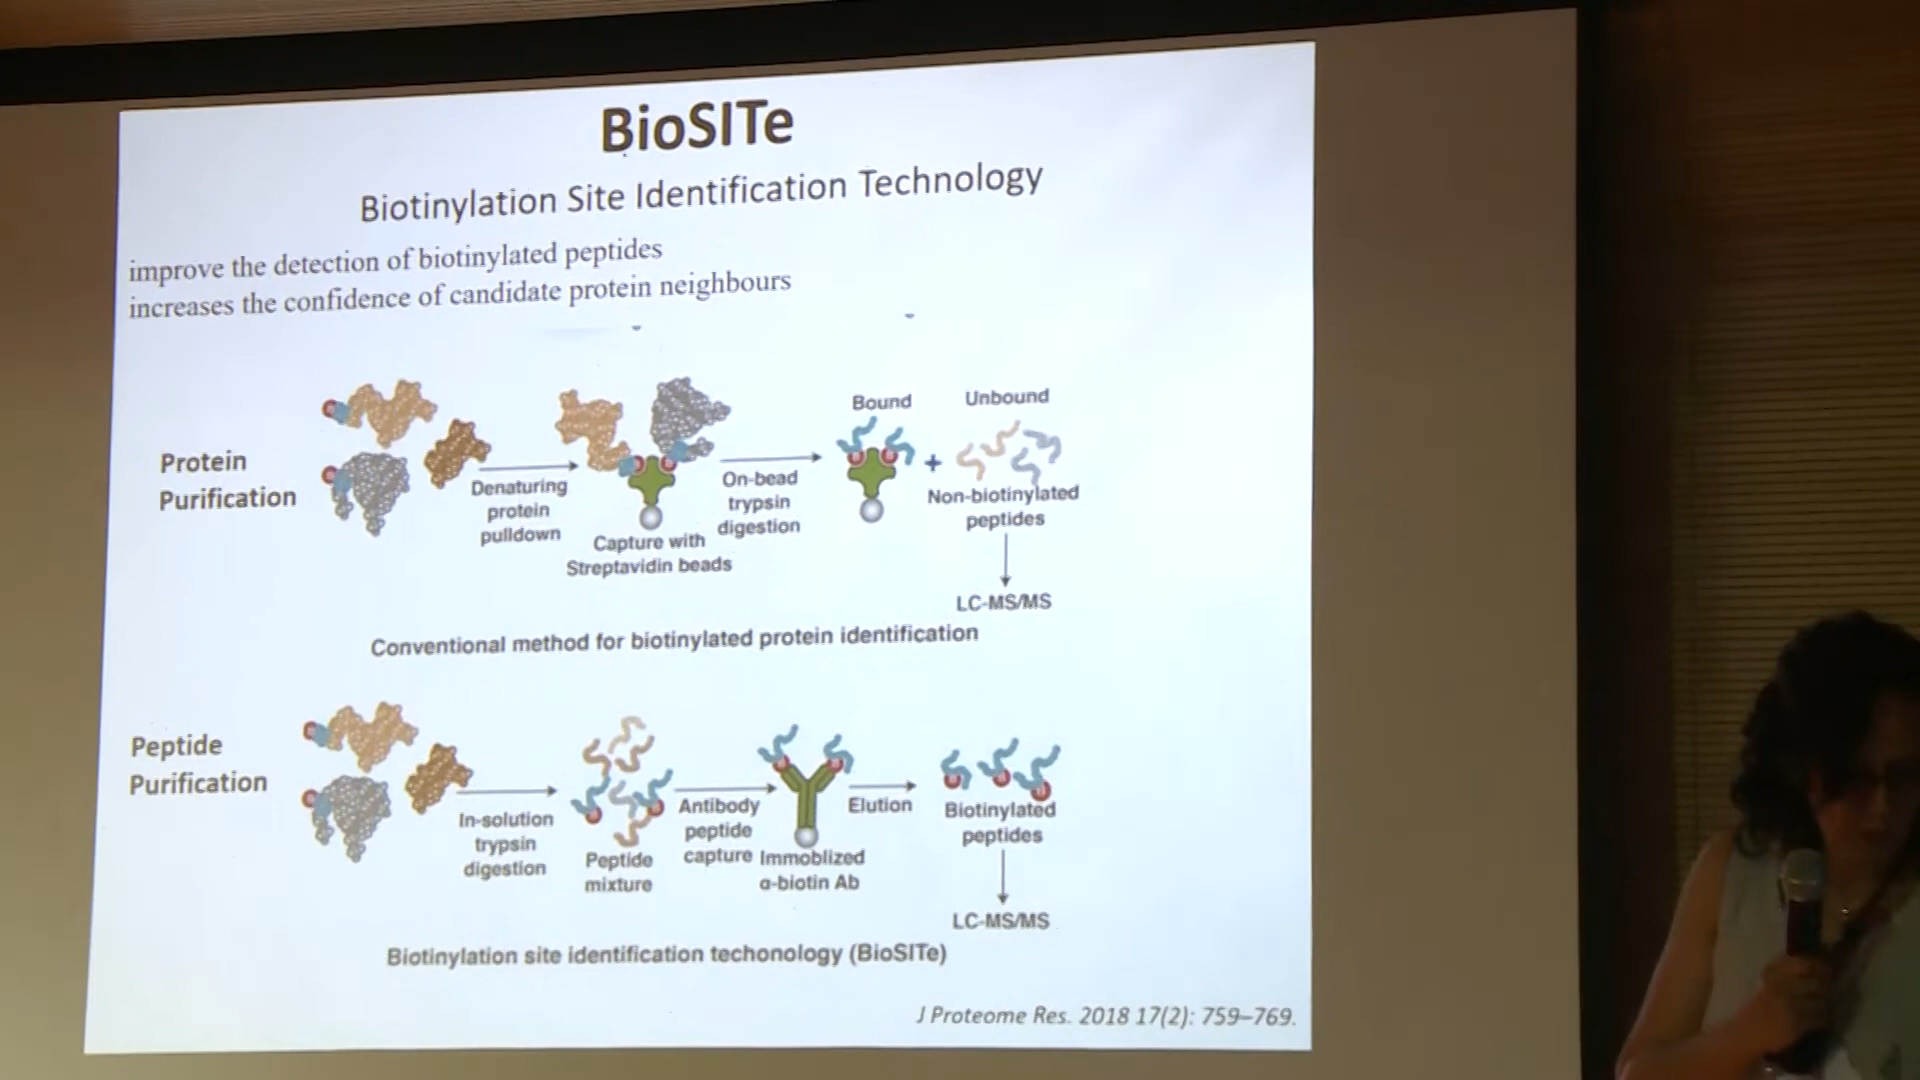 BioSITe
Biotinylation Site Identification Technology
improve the detection of biotinylated peptides
increases the confidence of candidate protein neighbours
Protein
Purification
Denaturing
protein
pulldown
Capture with
Streptavidin beads
On-bead
trypsin
digestion
Bound
+
Unbound
Non-biotinylated
peptides
LC-MS/MS
Conventional method for biotinylated protein identification
Peptide
Purification
In-solution
trypsin
digestion
Peptide
mixture
Antibody
peptide
capture
Immoblized
α-biotin Ab
Elution
Biotinylated
peptides
LC-MS/MS
Biotinylation site identification techonology (BioSITe)
J Proteome Res. 2018 17(2): 759–769.